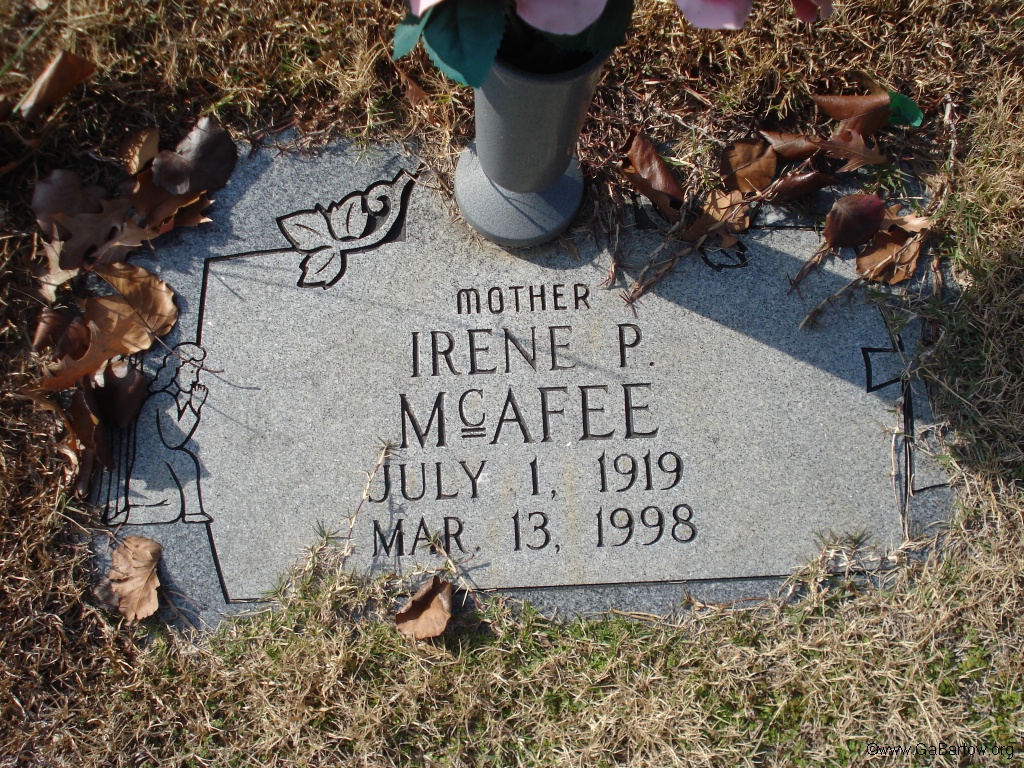 MOTHER
IRENE P.
McAFEE
JULY 1, 1919
MAR. 13, 1998
©www.GaBartow.org